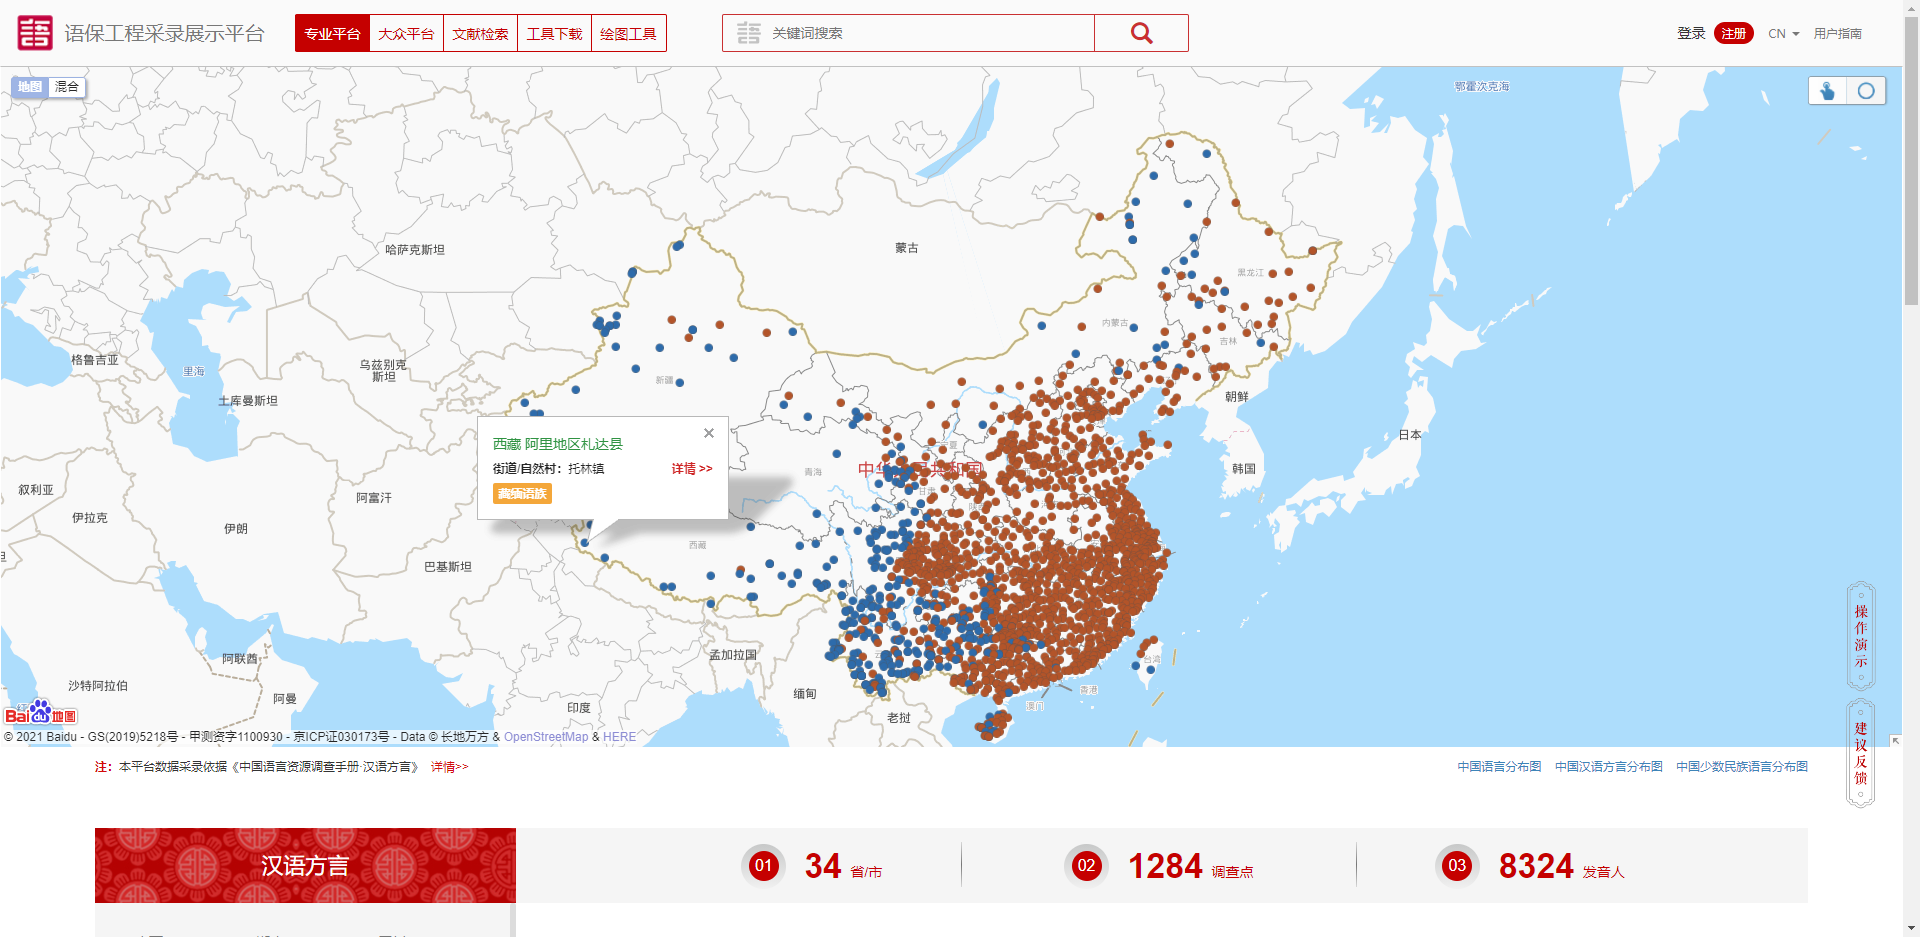 语保工程采录展示平台
专业平台 大众平台 文献检索 工具下载 绘图工具
关键词搜索
登录 注册 CN 用户指南
地图 混合
鄂霍次克海
哈萨克斯坦
蒙古
黑龙江
内蒙古
吉林
格鲁吉亚
里海
乌兹别克
斯坦
新疆
土库曼斯坦
朝鲜
日本
韩国
西藏 阿里地区札达县
街道/自然村：托林镇
详情 >>
藏缅语族
青海
甘肃
叙利亚
伊拉克
伊朗
阿富汗
西藏
巴基斯坦
阿联酋
沙特阿拉伯
阿曼
孟加拉国
缅甸
印度
老挝
台湾
香港
澳门
操作演示
建议反馈
Bai du 地图
© 2021 Baidu - GS(2019)5218号 - 甲测资字1100930 - 京ICP证030173号 - Data © 长地万方 & OpenStreetMap & HERE
注：本平台数据采录依据《中国语言资源调查手册·汉语方言》 详情>>
中国语言分布图 中国汉语方言分布图 中国少数民族语言分布图
汉语方言
01 34 省/市
02 1284 调查点
03 8324 发音人